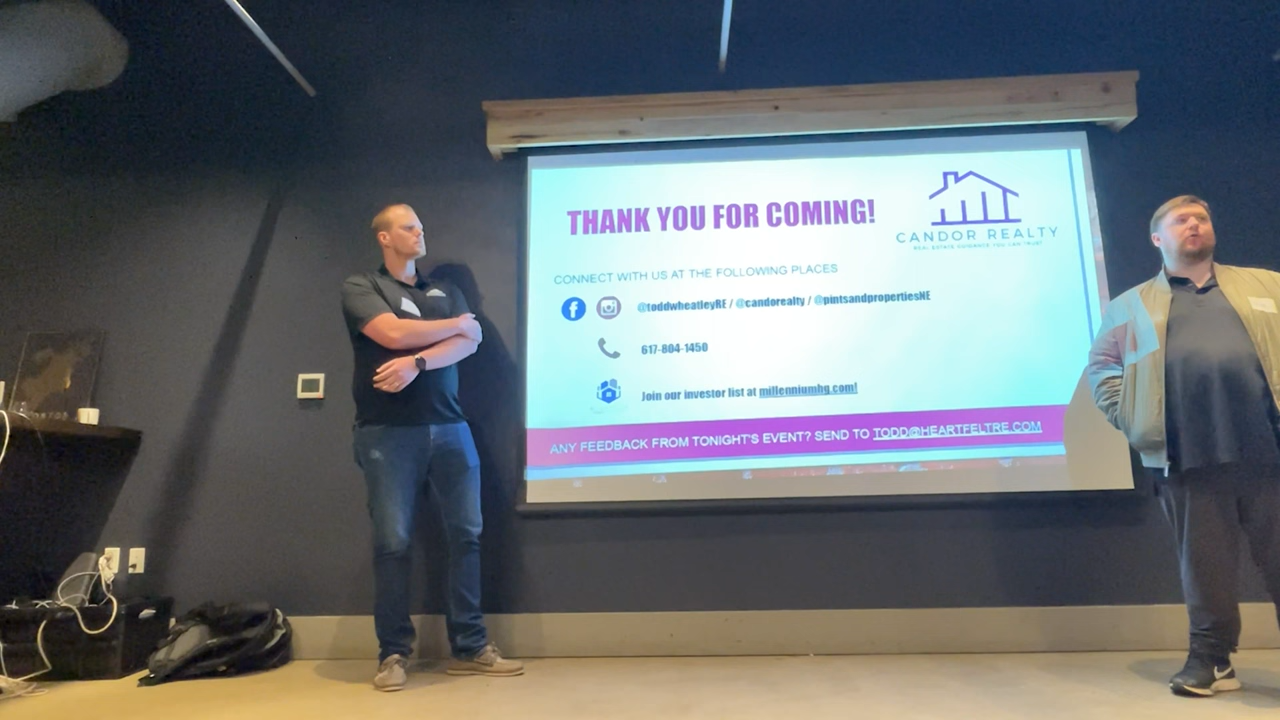 THANK YOU FOR COMING!
CANDOR REALTY
REAL ESTATE GUIDANCE YOU CAN TRUST
CONNECT WITH US AT THE FOLLOWING PLACES
@toddwheatleyRE / @candorealty / @pintsandpropertiesNE
617-804-1450
Join our investor list at millenniumhg.com!
ANY FEEDBACK FROM TONIGHT'S EVENT? SEND TO TODD@HEARTFELTRE.COM